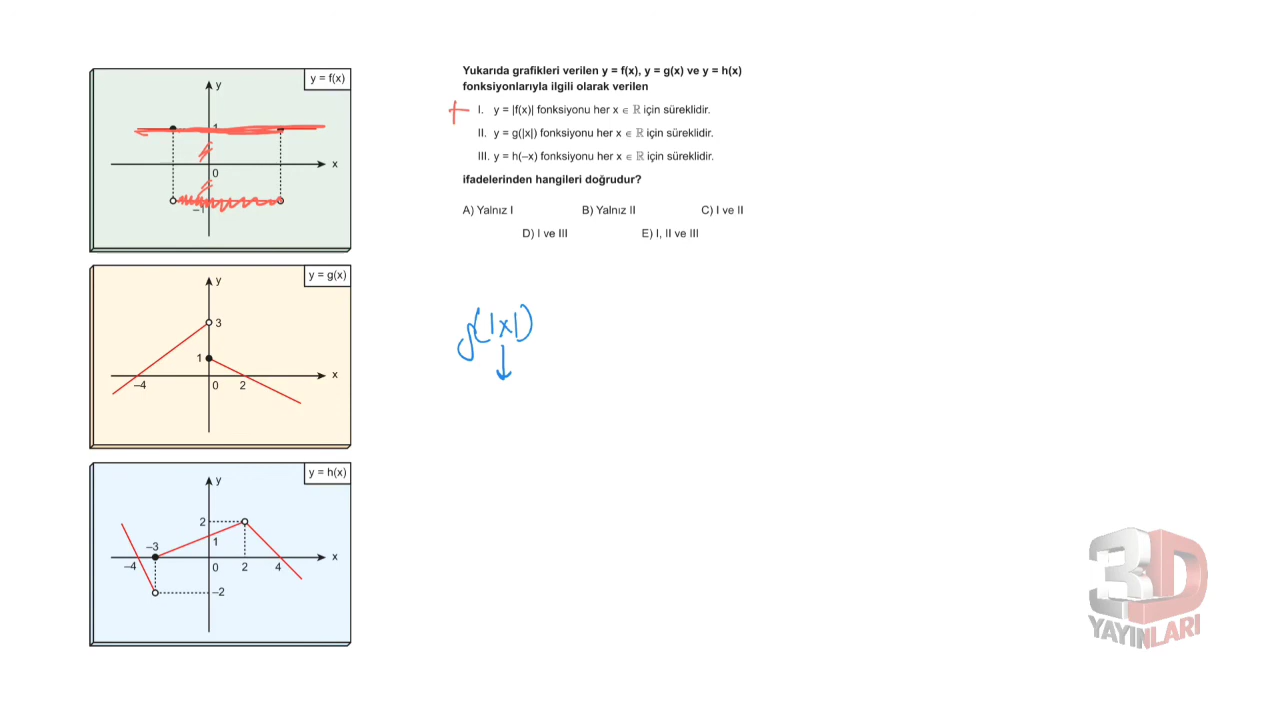 y = f(x)
y
1
x
0
–1
y = g(x)
y
3
1
x
–4
0
2
y = h(x)
y
2
1
–3
x
–4
0
2
4
–2
Yukarıda grafikleri verilen y = f(x), y = g(x) ve y = h(x)
fonksiyonlarıyla ilgili olarak verilen
+ I. y = |f(x)| fonksiyonu her x ∈ ℝ için süreklidir.
II. y = g(|x|) fonksiyonu her x ∈ ℝ için süreklidir.
III. y = h(–x) fonksiyonu her x ∈ ℝ için süreklidir.
ifadelerinden hangileri doğrudur?
A) Yalnız I B) Yalnız II C) I ve II
D) I ve III E) I, II ve III
g(|x|)
3D
YAYINLARI